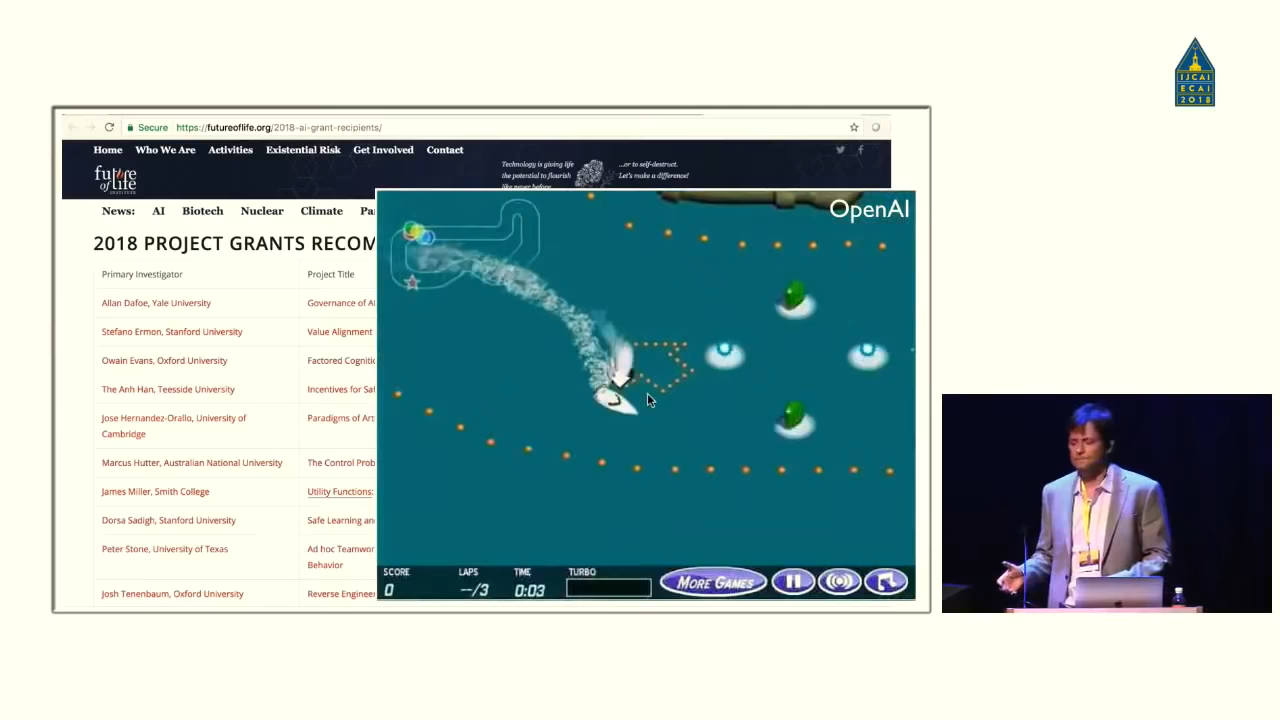 IJCAI
ECAI
2018
Secure https://futureoflife.org/2018-ai-grant-recipients/
Home Who We Are Activities Existential Risk Get Involved Contact
future of life
Technology is giving life
the potential to flourish
like never before
...or to self-destruct.
Let's make a difference!
News: AI Biotech Nuclear Climate Pa
2018 PROJECT GRANTS RECOM
Primary Investigator Project Title
Allan Dafoe, Yale University Governance of AI
Stefano Ermon, Stanford University Value Alignment
Owain Evans, Oxford University Factored Cognitio
The Anh Han, Teesside University Incentives for Saf
Jose Hernandez-Orallo, University of Paradigms of Art
Cambridge
Marcus Hutter, Australian National University The Control Prob
James Miller, Smith College Utility Functions:
Dorsa Sadigh, Stanford University Safe Learning an
Peter Stone, University of Texas Ad hoc Teamwor
Behavior
Josh Tenenbaum, Oxford University Reverse Engineer
OpenAI
SCORE LAPS TIME TURBO
0 --/3 0:03
MORE GAMES